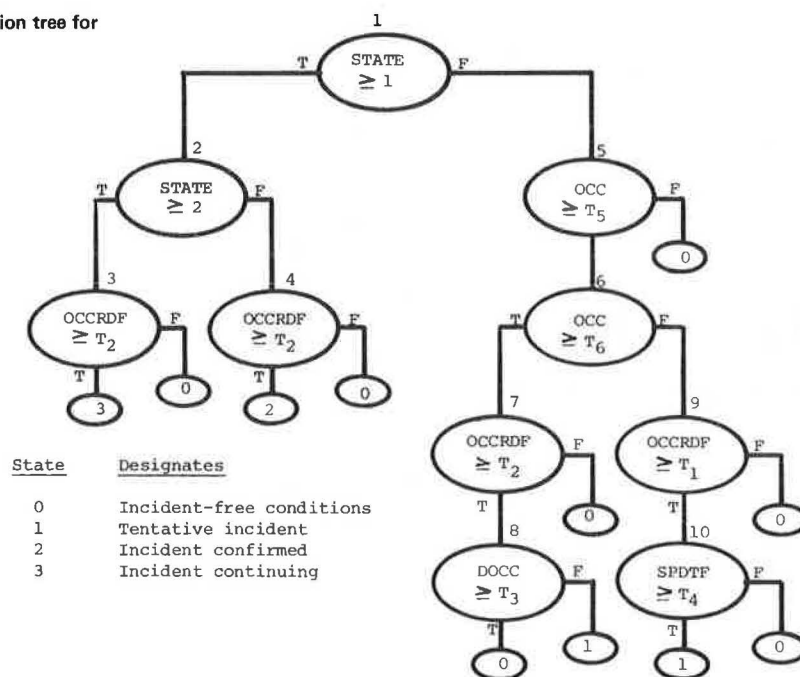 ion tree for
1
STATE
≥ 1
T
F
2
STATE
≥ 2
T
F
5
OCC
≥ T5
F
0
3
OCCRDF
≥ T2
T
F
3
0
4
OCCRDF
≥ T2
T
F
2
0
6
OCC
≥ T6
T
F
7
OCCRDF
≥ T2
T
F
0
9
OCCRDF
≥ T1
T
F
0
8
DOCC
≥ T3
T
F
0
1
10
SPDTF
≥ T4
T
F
1
0
State Designates
0 Incident-free conditions
1 Tentative incident
2 Incident confirmed
3 Incident continuing